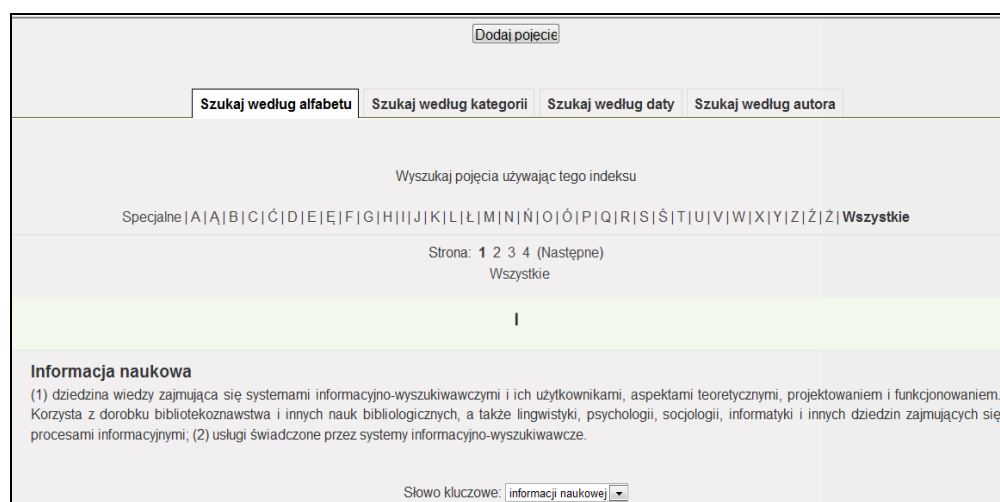 Dodaj pojęcie
Szukaj według alfabetu Szukaj według kategorii Szukaj według daty Szukaj według autora
Wyszukaj pojęcia używając tego indeksu
Specjalne | A | Ą | B | C | Ć | D | E | Ę | F | G | H | I | J | K | L | Ł | M | N | Ń | O | Ó | P | Q | R | S | Ś | T | U | V | W | X | Y | Z | Ź | Ż | Wszystkie
Strona: 1 2 3 4 (Następne)
Wszystkie
I
Informacja naukowa
(1) dziedzina wiedzy zajmująca się systemami informacyjno-wyszukiwawczymi i ich użytkownikami, aspektami teoretycznymi, projektowaniem i funkcjonowaniem.
Korzysta z dorobku bibliotekoznawstwa i innych nauk bibliologicznych, a także lingwistyki, psychologii, socjologii, informatyki i innych dziedzin zajmujących się
procesami informacyjnymi; (2) usługi świadczone przez systemy informacyjno-wyszukiwawcze.
Słowo kluczowe: informacji naukowej